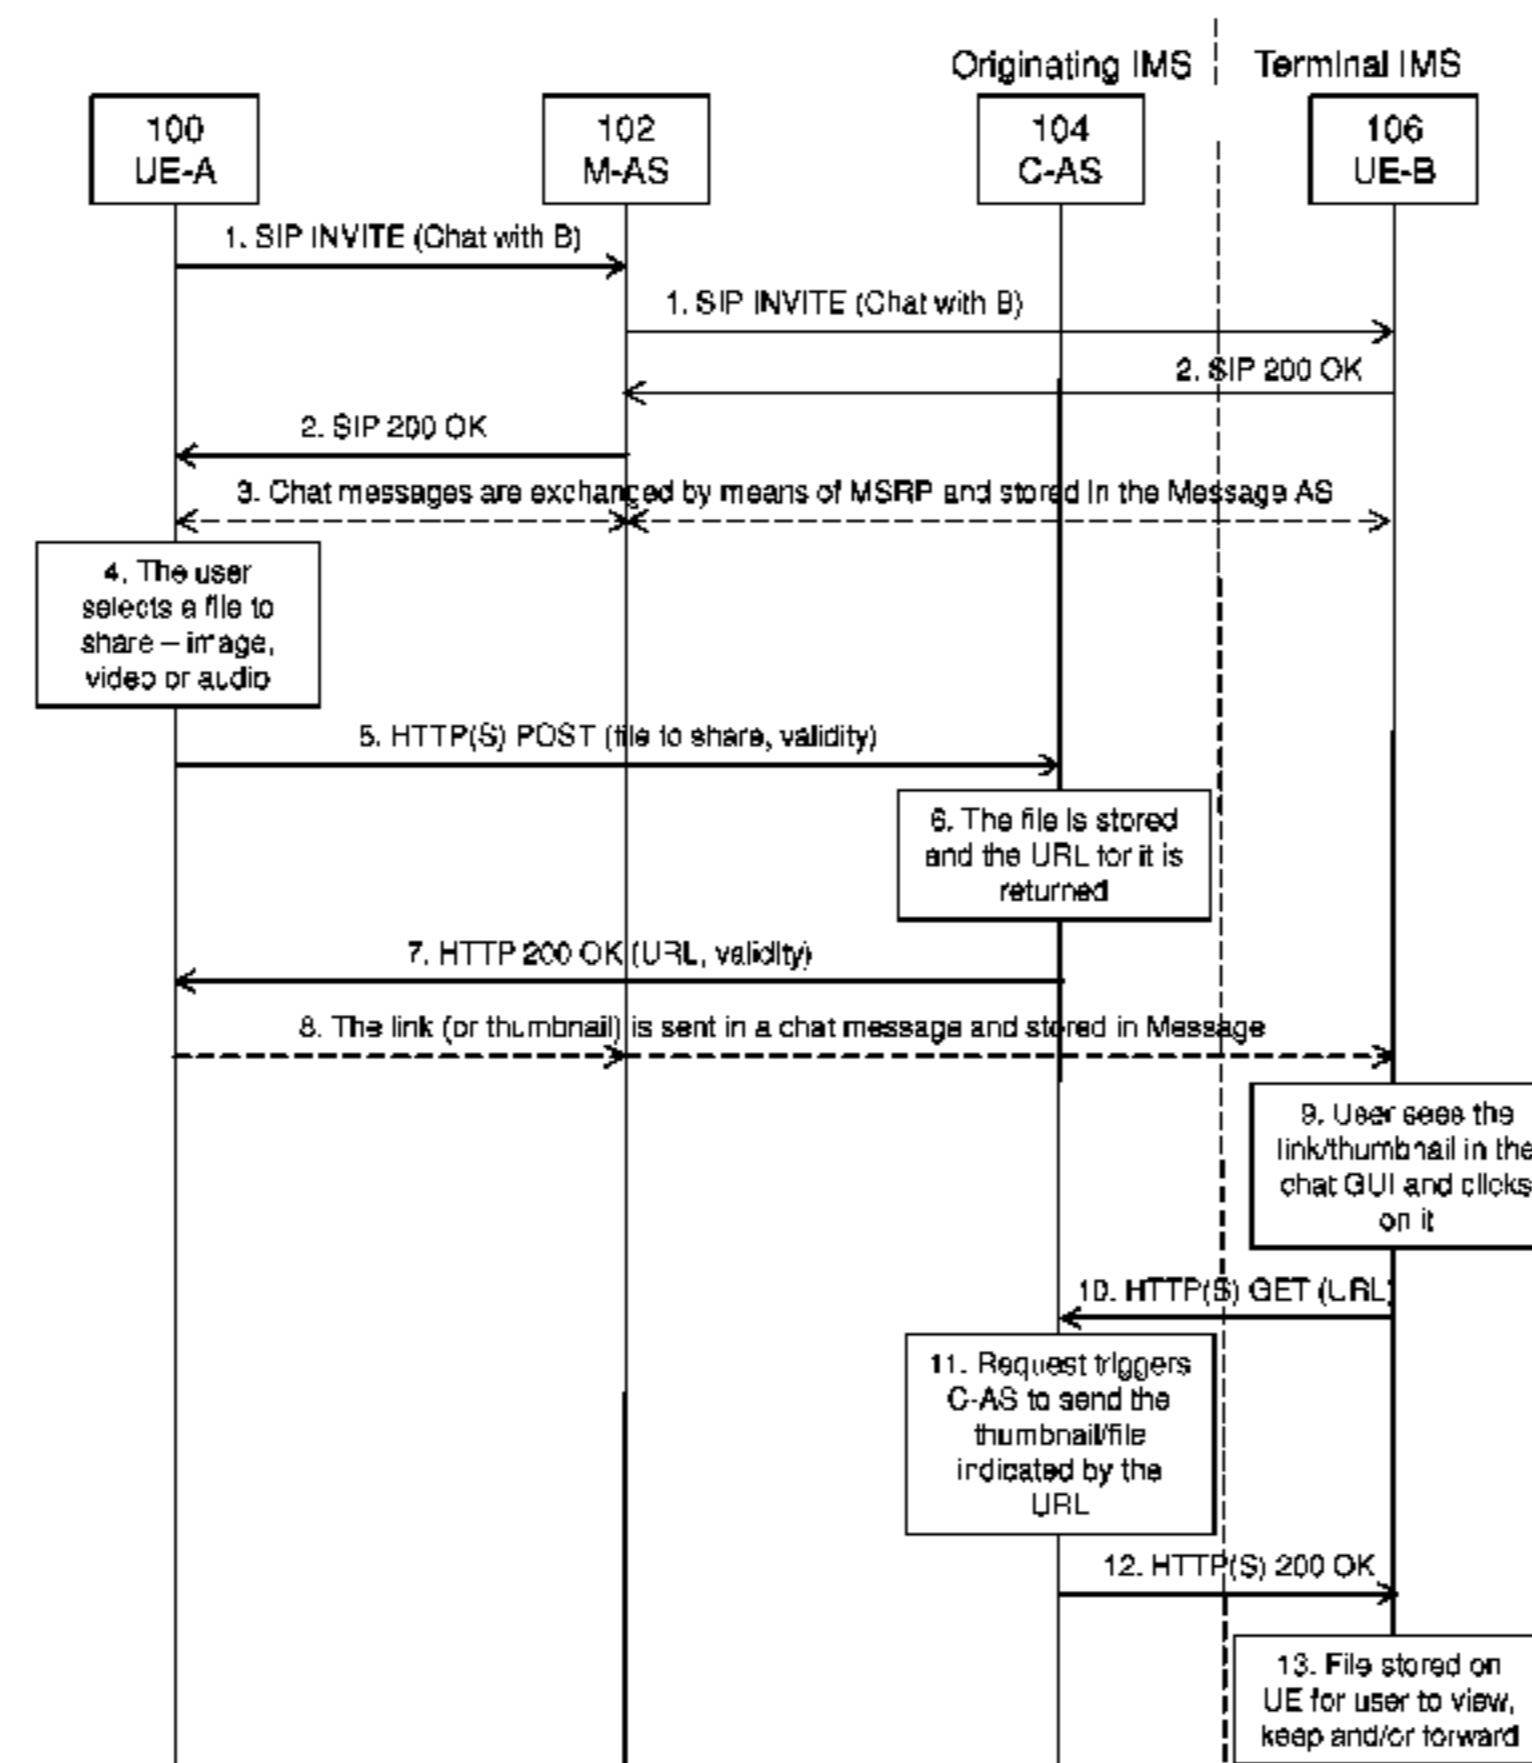 Originating IMS
Terminal IMS
100
UE-A
102
M-AS
104
C-AS
106
UE-B
1. SIP INVITE (Chat with B)
1. SIP INVITE (Chat with B)
2. SIP 200 OK
2. SIP 200 OK
3. Chat messages are exchanged by means of MSRP and stored in the Message AS
4. The user
selects a file to
share – image,
video or audio
5. HTTP(S) POST (file to share, validity)
6. The file is stored
and the URL for it is
returned
7. HTTP 200 OK (URL, validity)
8. The link (or thumbnail) is sent in a chat message and stored in Message
9. User sees the
link/thumbnail in the
chat GUI and clicks
on it
10. HTTP(S) GET (URL)
11. Request triggers
C-AS to send the
thumbnail/file
indicated by the
URL
12. HTTP(S) 200 OK
13. File stored on
UE for user to view,
keep and/or forward